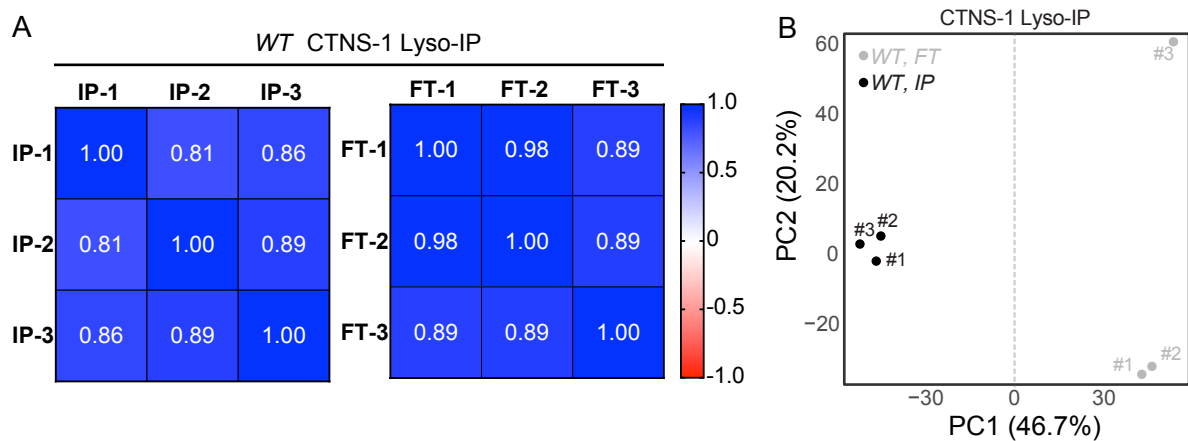 A
WT CTNS-1 Lyso-IP
IP-1 IP-2 IP-3
IP-1 1.00 0.81 0.86
IP-2 0.81 1.00 0.89
IP-3 0.86 0.89 1.00
FT-1 FT-2 FT-3
FT-1 1.00 0.98 0.89
FT-2 0.98 1.00 0.89
FT-3 0.89 0.89 1.00
1.0
0.5
0
-0.5
-1.0
B
CTNS-1 Lyso-IP
WT, FT
WT, IP
#3
#3 #2
#1
#1 #2
60
40
20
0
−20
PC2 (20.2%)
−30 0 30
PC1 (46.7%)